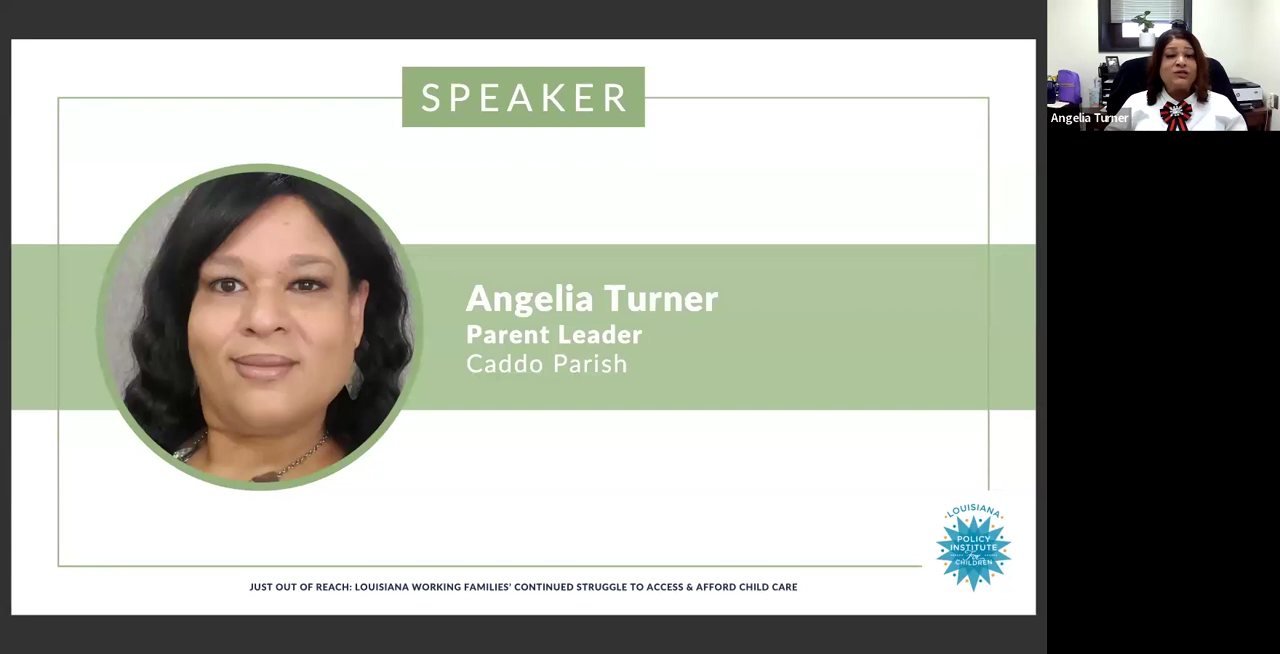 SPEAKER
Angelia Turner
Parent Leader
Caddo Parish
LOUISIANA
POLICY
INSTITUTE
for
CHILDREN
JUST OUT OF REACH: LOUISIANA WORKING FAMILIES' CONTINUED STRUGGLE TO ACCESS & AFFORD CHILD CARE
Angelia Turner